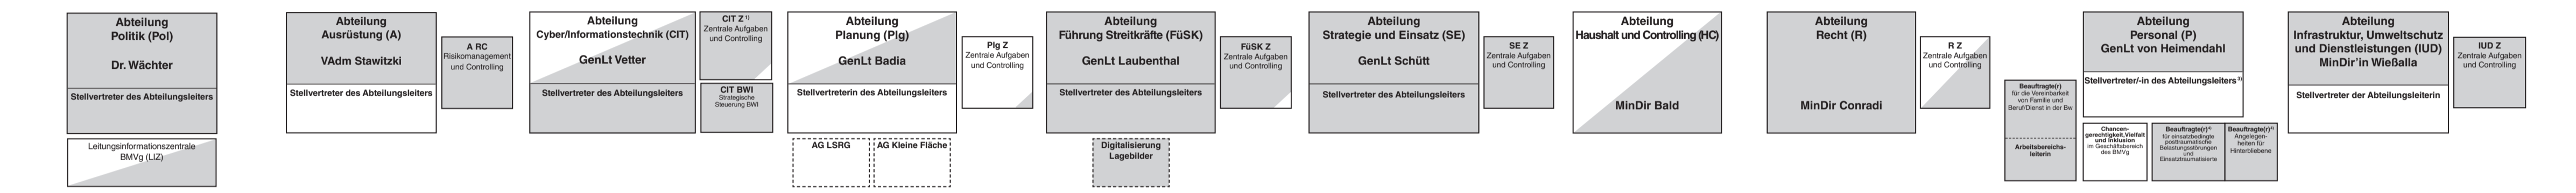 Abteilung
Politik (Pol)
Dr. Wächter
Stellvertreter des Abteilungsleiters
Leitungsinformationszentrale
BMVg (LIZ)
Abteilung
Ausrüstung (A)
VAdm Stawitzki
Stellvertreter des Abteilungsleiters
A RC
Risikomanagement
und Controlling
Abteilung
Cyber/Informationstechnik (CIT)
GenLt Vetter
Stellvertreter des Abteilungsleiters
CIT Z 1)
Zentrale Aufgaben
und Controlling
CIT BWI
Strategische
Steuerung BWI
Abteilung
Planung (Plg)
GenLt Badia
Stellvertreterin des Abteilungsleiters
AG LSRG
AG Kleine Fläche
Plg Z
Zentrale Aufgaben
und Controlling
Abteilung
Führung Streitkräfte (FüSK)
GenLt Laubenthal
Stellvertreter des Abteilungsleiters
Digitalisierung
Lagebilder
FüSK Z
Zentrale Aufgaben
und Controlling
Abteilung
Strategie und Einsatz (SE)
GenLt Schütt
Stellvertreter des Abteilungsleiters
SE Z
Zentrale Aufgaben
und Controlling
Abteilung
Haushalt und Controlling (HC)
MinDir Bald
Abteilung
Recht (R)
MinDir Conradi
R Z
Zentrale Aufgaben
und Controlling
Beauftragte(r)
für die Vereinbarkeit
von Familie und
Beruf/Dienst in der Bw
Arbeitsbereichs-
leiterin
Abteilung
Personal (P)
GenLt von Heimendahl
Stellvertreter/-in des Abteilungsleiters 3)
Chancen-
gerechtigkeit,Vielfalt
und Inklusion
im Geschäftsbereich
des BMVg
Beauftragte(r) 4)
für einsatzbedingte
posttraumatische
Belastungsstörungen
und
Einsatztraumatisierte
Beauftragte(r) 4)
Angelegen-
heiten für
Hinterbliebene
Abteilung
Infrastruktur, Umweltschutz
und Dienstleistungen (IUD)
MinDir'in Wießalla
Stellvertreter der Abteilungsleiterin
IUD Z
Zentrale Aufgaben
und Controlling